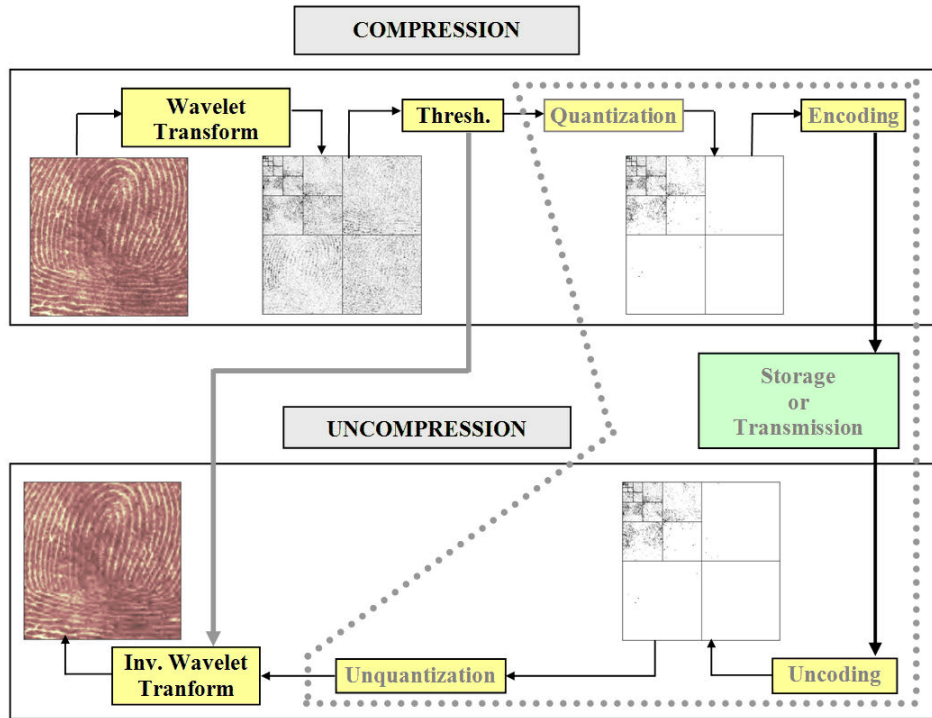 COMPRESSION
Wavelet
Transform
Thresh.
Quantization
Encoding
Storage
or
Transmission
UNCOMPRESSION
Inv. Wavelet
Tranform
Unquantization
Uncoding